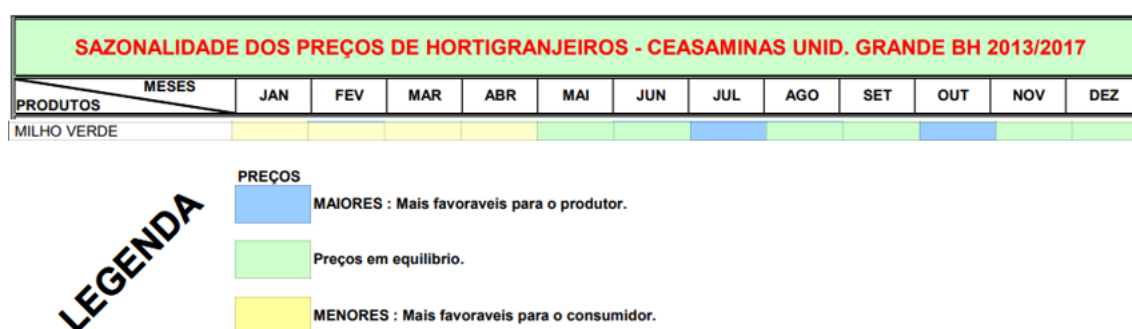 SAZONALIDADE DOS PREÇOS DE HORTIGRANJEIROS - CEASAMINAS UNID. GRANDE BH 2013/2017
MESES
PRODUTOS
JAN FEV MAR ABR MAI JUN JUL AGO SET OUT NOV DEZ
MILHO VERDE
LEGENDA
PREÇOS
MAIORES : Mais favoraveis para o produtor.
Preços em equilibrio.
MENORES : Mais favoraveis para o consumidor.